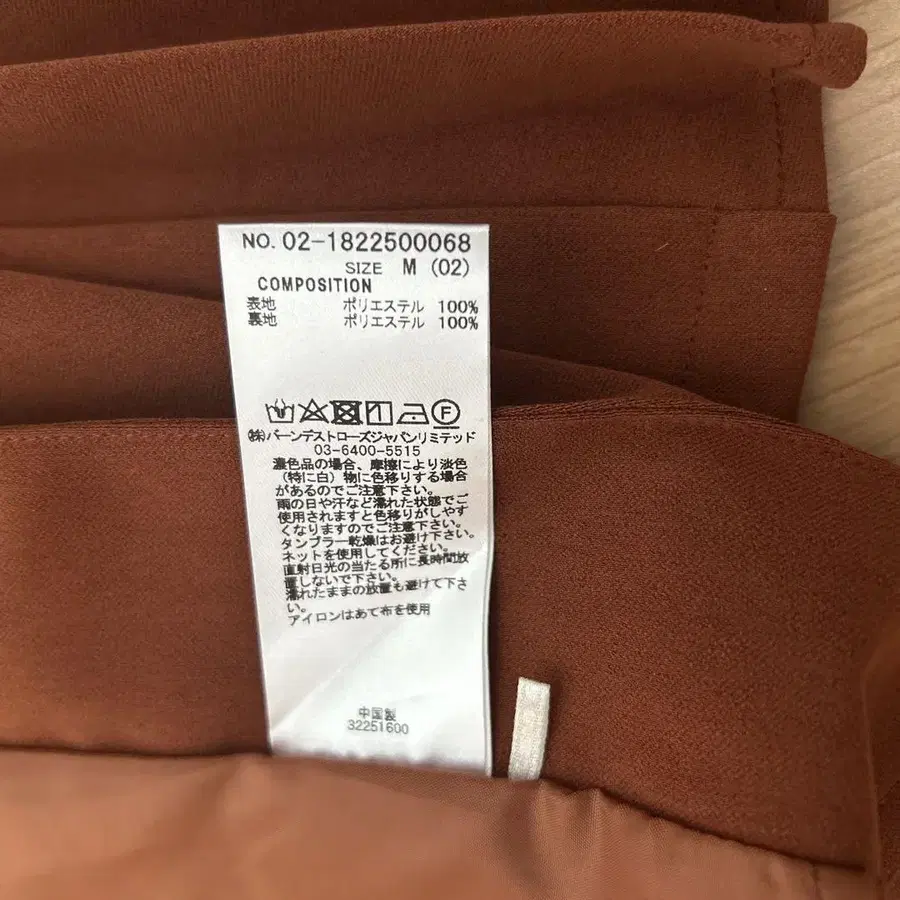 NO. 02-1822500068
SIZE M (02)
COMPOSITION
表地 ポリエステル 100%
裏地 ポリエステル 100%
F
㈱バーンデストローズジャパンリミテッド
03-6400-5515
濃色品の場合、摩擦により淡色
(特に白)物に色移りする場合
があるのでご注意下さい。
雨の日や汗など濡れた状態でご
使用されますと色移りがしやす
くなりますのでご注意下さい。
タンブラー乾燥はお避け下さい。
ネットを使用してください。
直射日光の当たる所に長時間放
置しないで下さい。
濡れたままの放置も避けて下さ
い。
アイロンはあて布を使用
中国製
32251600